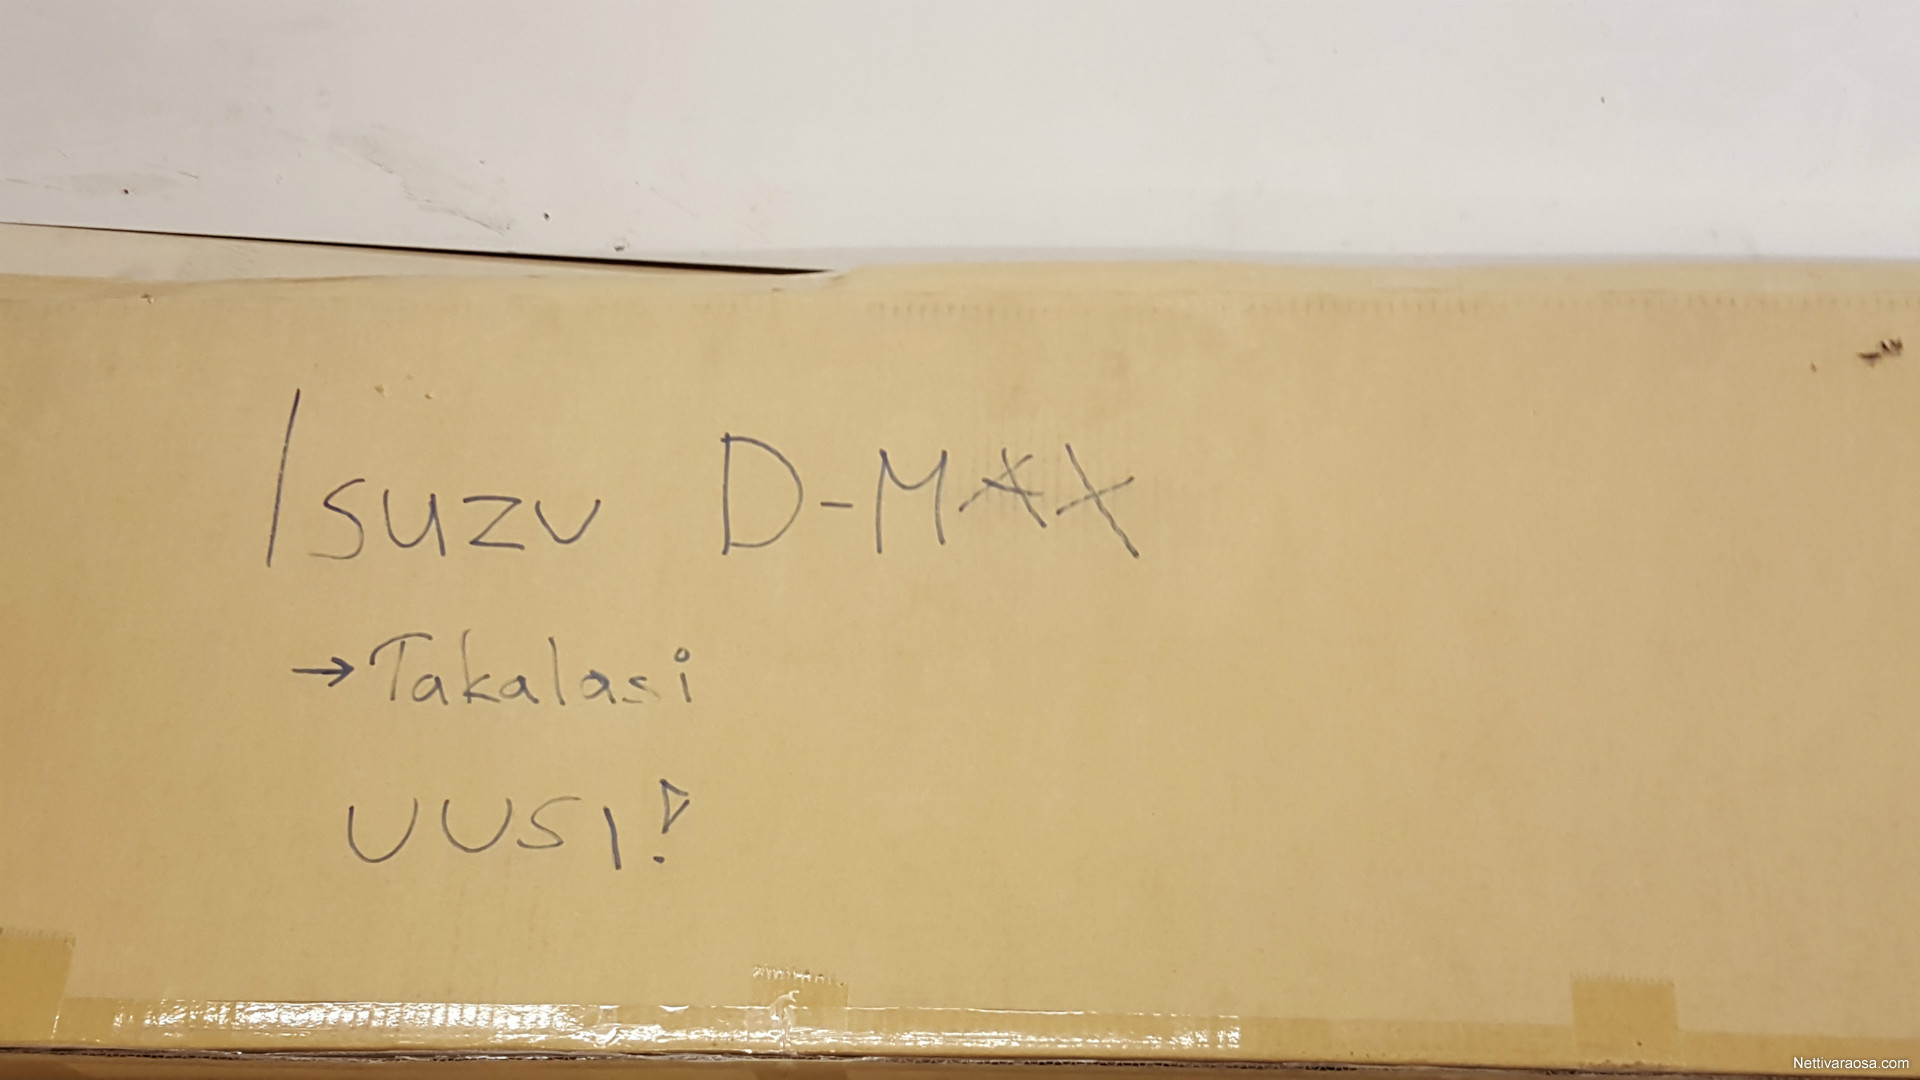 Isuzu D-MAX
→Takalasi
UUSI!
Nettivaraosa.com